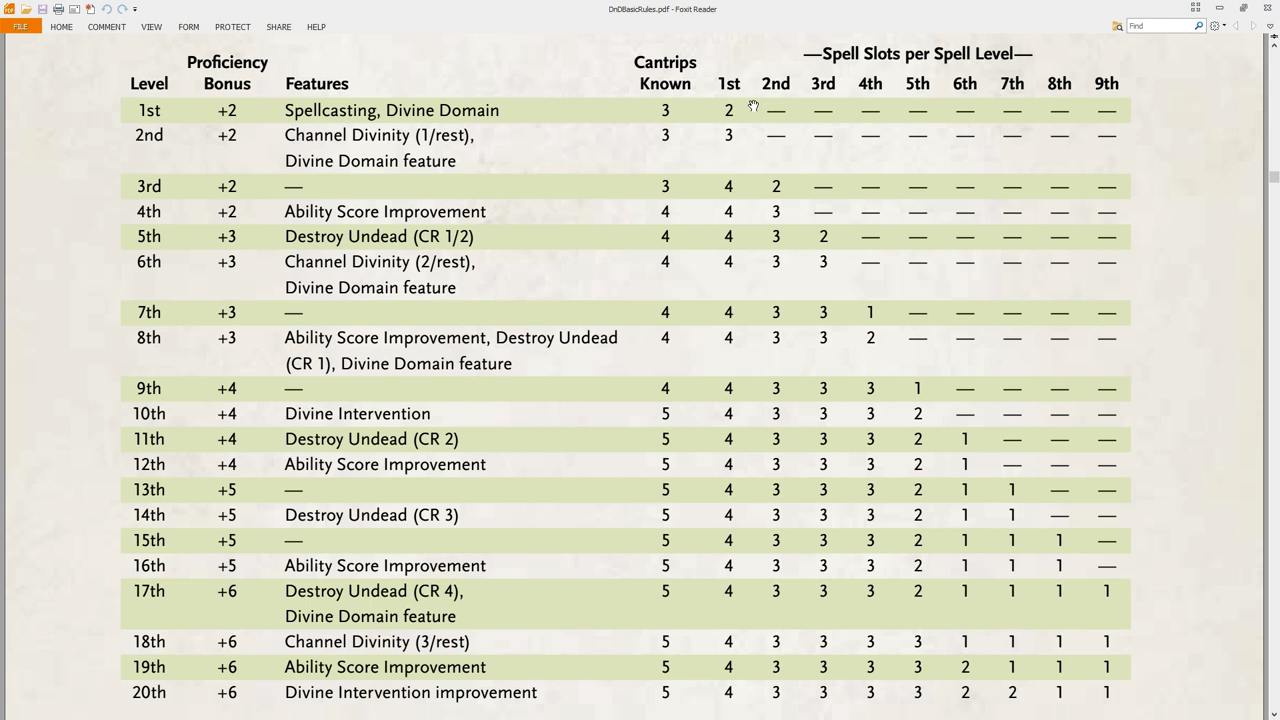 DnDBasicRules.pdf - Foxit Reader
FILE HOME COMMENT VIEW FORM PROTECT SHARE HELP Find
—Spell Slots per Spell Level—
Proficiency Cantrips
Level Bonus Features Known 1st 2nd 3rd 4th 5th 6th 7th 8th 9th
1st +2 Spellcasting, Divine Domain 3 2 — — — — — — — —
2nd +2 Channel Divinity (1/rest), 3 3 — — — — — — — —
Divine Domain feature
3rd +2 — 3 4 2 — — — — — — —
4th +2 Ability Score Improvement 4 4 3 — — — — — — —
5th +3 Destroy Undead (CR 1/2) 4 4 3 2 — — — — — —
6th +3 Channel Divinity (2/rest), 4 4 3 3 — — — — — —
Divine Domain feature
7th +3 — 4 4 3 3 1 — — — — —
8th +3 Ability Score Improvement, Destroy Undead 4 4 3 3 2 — — — — —
(CR 1), Divine Domain feature
9th +4 — 4 4 3 3 3 1 — — — —
10th +4 Divine Intervention 5 4 3 3 3 2 — — — —
11th +4 Destroy Undead (CR 2) 5 4 3 3 3 2 1 — — —
12th +4 Ability Score Improvement 5 4 3 3 3 2 1 — — —
13th +5 — 5 4 3 3 3 2 1 1 — —
14th +5 Destroy Undead (CR 3) 5 4 3 3 3 2 1 1 — —
15th +5 — 5 4 3 3 3 2 1 1 1 —
16th +5 Ability Score Improvement 5 4 3 3 3 2 1 1 1 —
17th +6 Destroy Undead (CR 4), 5 4 3 3 3 2 1 1 1 1
Divine Domain feature
18th +6 Channel Divinity (3/rest) 5 4 3 3 3 3 1 1 1 1
19th +6 Ability Score Improvement 5 4 3 3 3 3 2 1 1 1
20th +6 Divine Intervention improvement 5 4 3 3 3 3 2 2 1 1